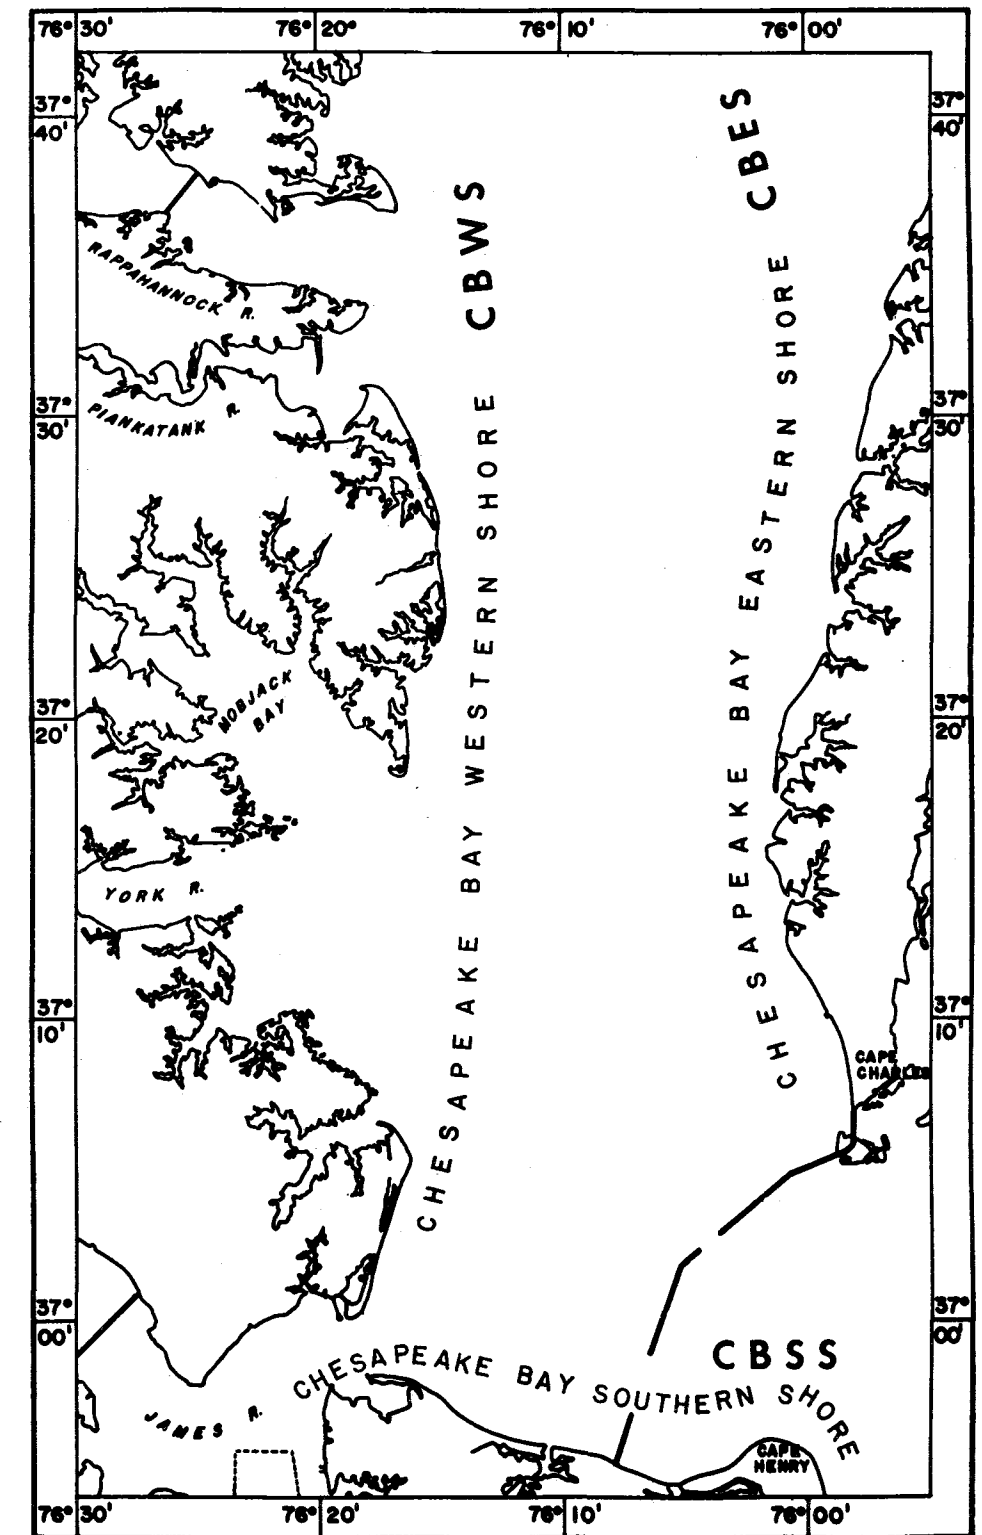 76°30' 76°20' 76°10' 76°00'
37° 40'
37° 40'
CBES
CBWS
RAPPAHANNOCK R.
CHESAPEAKE BAY EASTERN SHORE
CHESAPEAKE BAY WESTERN SHORE
37° 30'
37° 30'
PIANKATANK R.
MOBJACK
BAY
37° 20'
37° 20'
YORK R.
37° 10'
37° 10'
CAPE
CHARLES
37° 00'
37° 00'
CBSS
CHESAPEAKE BAY SOUTHERN SHORE
JAMES R.
CAPE
HENRY
76°30' 76°20' 76°10' 76°00'